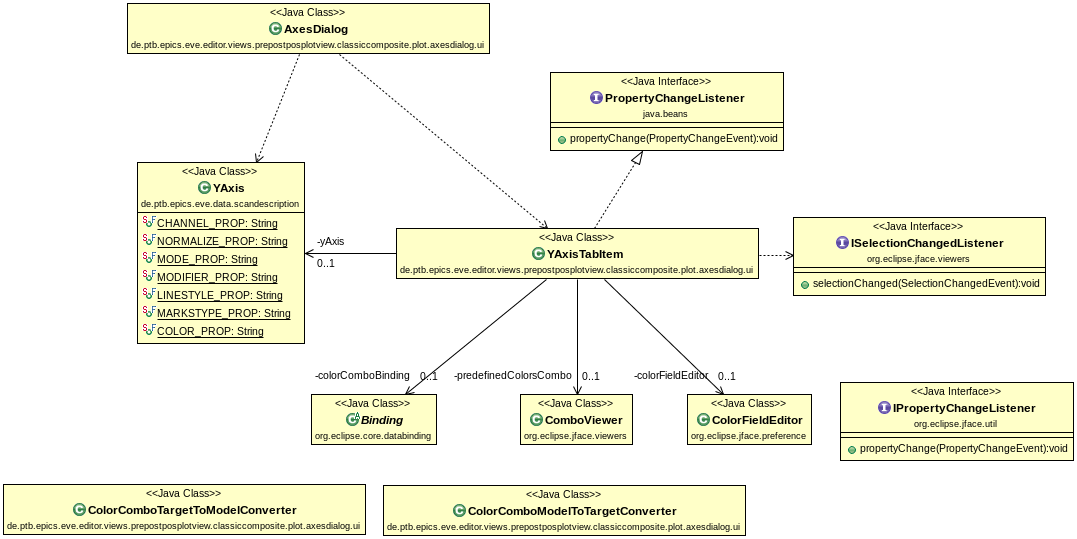 <<Java Class>>
AxesDialog
de.ptb.epics.eve.editor.views.prepostposplotview.classiccomposite.plot.axesdialog.ui
<<Java Interface>>
PropertyChangeListener
java.beans
propertyChange(PropertyChangeEvent):void
<<Java Class>>
YAxis
de.ptb.epics.eve.data.scandescription
CHANNEL_PROP: String
NORMALIZE_PROP: String
MODE_PROP: String
MODIFIER_PROP: String
LINESTYLE_PROP: String
MARKSTYPE_PROP: String
COLOR_PROP: String
-yAxis
0..1
<<Java Class>>
YAxisTabItem
de.ptb.epics.eve.editor.views.prepostposplotview.classiccomposite.plot.axesdialog.ui
<<Java Interface>>
ISelectionChangedListener
org.eclipse.jface.viewers
selectionChanged(SelectionChangedEvent):void
-colorComboBinding
0..1
-predefinedColorsCombo
0..1
-colorFieldEditor
0..1
<<Java Class>>
Binding
org.eclipse.core.databinding
<<Java Class>>
ComboViewer
org.eclipse.jface.viewers
<<Java Class>>
ColorFieldEditor
org.eclipse.jface.preference
<<Java Interface>>
IPropertyChangeListener
org.eclipse.jface.util
propertyChange(PropertyChangeEvent):void
<<Java Class>>
ColorComboTargetToModelConverter
de.ptb.epics.eve.editor.views.prepostposplotview.classiccomposite.plot.axesdialog.ui
<<Java Class>>
ColorComboModelToTargetConverter
de.ptb.epics.eve.editor.views.prepostposplotview.classiccomposite.plot.axesdialog.ui